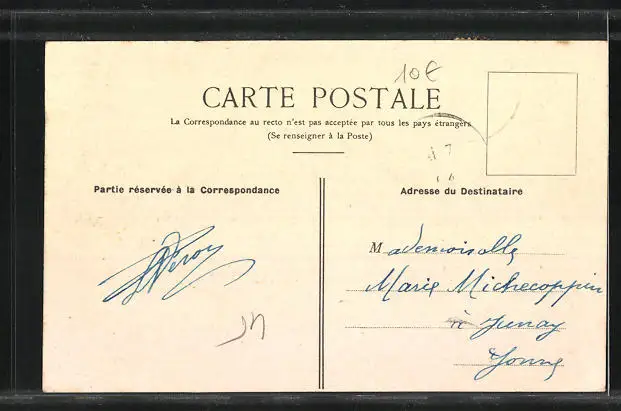 10€
CARTE POSTALE
La Correspondance au recto n'est pas acceptée par tous les pays étrangers
(Se renseigner à la Poste)
Partie réservée à la Correspondance
Adresse du Destinataire
Mademoiselle
Marie Michecoppin
à Junay
Yonne